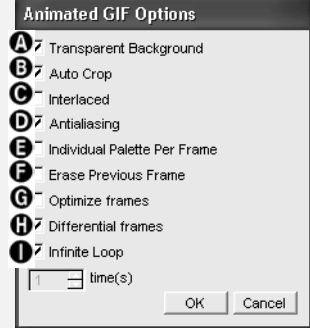 Animated GIF Options
A Transparent Background
B Auto Crop
C Interlaced
D Antialiasing
E Individual Palette Per Frame
F Erase Previous Frame
G Optimize frames
H Differential frames
I Infinite Loop
1 time(s)
OK Cancel